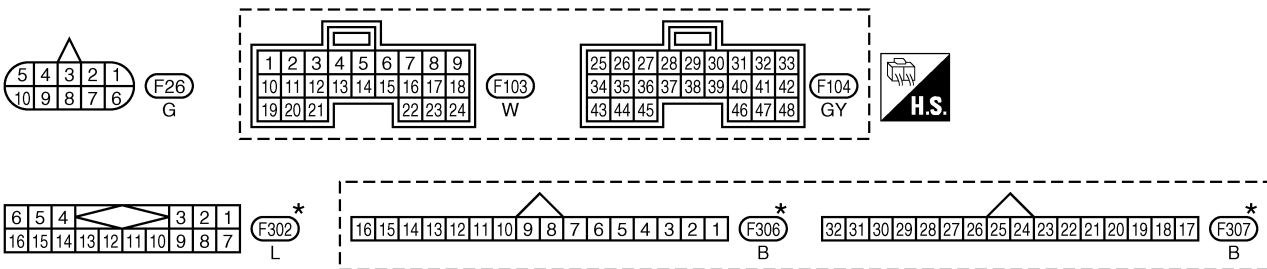 5 4 3 2 1
10 9 8 7 6
F26
G
1 2 3 4 5 6 7 8 9
10 11 12 13 14 15 16 17 18
19 20 21 22 23 24
F103
W
25 26 27 28 29 30 31 32 33
34 35 36 37 38 39 40 41 42
43 44 45 46 47 48
F104
GY
H.S.
6 5 4 3 2 1
16 15 14 13 12 11 10 9 8 7
F302 *
L
16 15 14 13 12 11 10 9 8 7 6 5 4 3 2 1
F306 *
B
32 31 30 29 28 27 26 25 24 23 22 21 20 19 18 17
F307 *
B